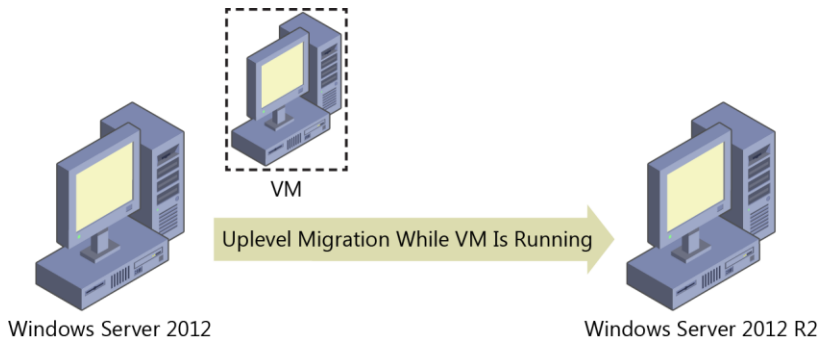 VM
Uplevel Migration While VM Is Running
Windows Server 2012
Windows Server 2012 R2